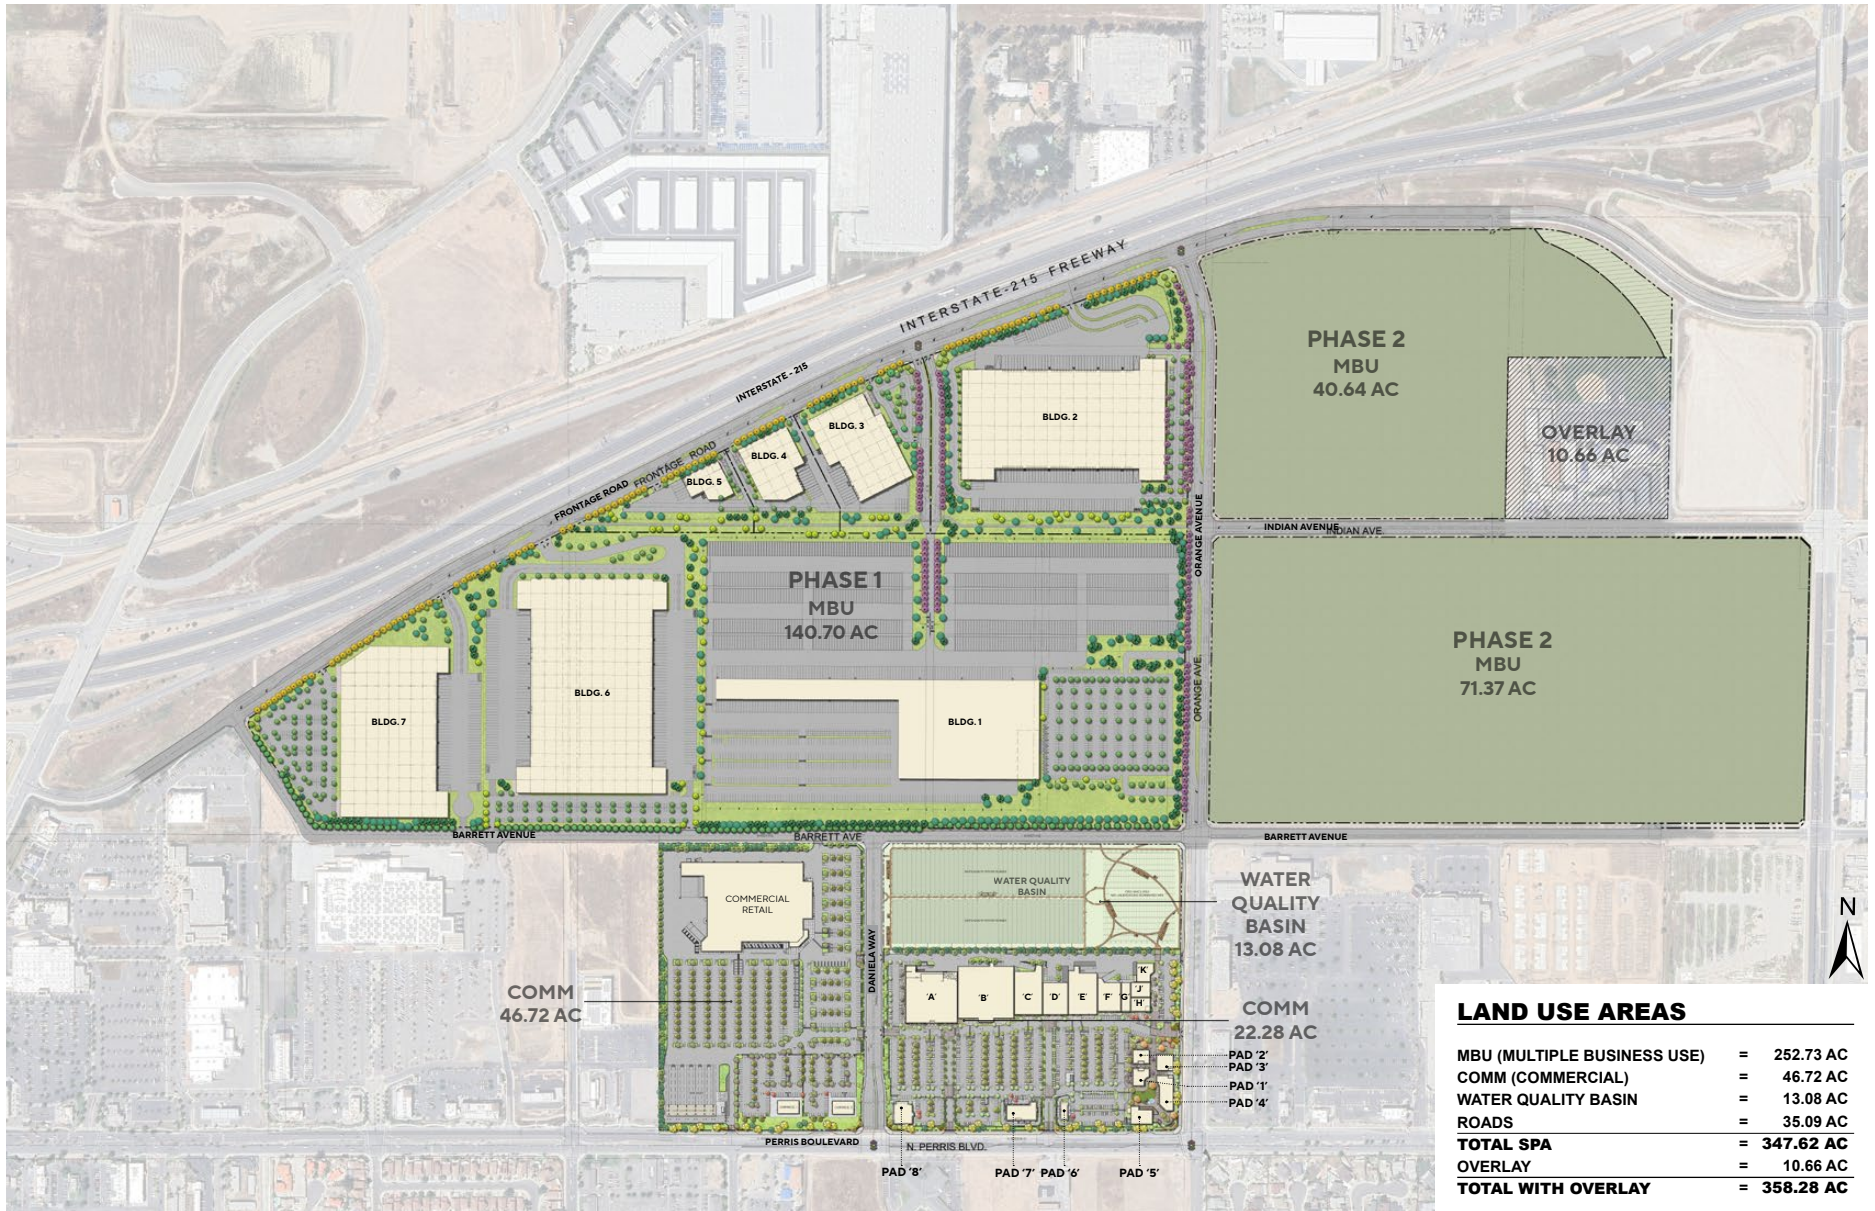 INTERSTATE-215 FREEWAY
INTERSTATE - 215
FRONTAGE ROAD
FRONTAGE ROAD
PHASE 2
MBU
40.64 AC
OVERLAY
10.66 AC
BLDG. 2
BLDG. 3
BLDG. 4
BLDG. 5
ORANGE AVENUE
INDIAN AVENUE
INDIAN AVE.
PHASE 1
MBU
140.70 AC
PHASE 2
MBU
71.37 AC
BLDG. 6
BLDG. 7
BLDG. 1
ORANGE AVE.
BARRETT AVENUE
BARRETT AVE
BARRETT AVENUE
COMMERCIAL
RETAIL
WATER QUALITY
BASIN
WATER
QUALITY
BASIN
13.08 AC
DANIELA WAY
COMM
46.72 AC
'A'
'B'
'C'
'D'
'E'
'F'
'G'
'H'
'J'
'K'
COMM
22.28 AC
PAD '2'
PAD '3'
PAD '1'
PAD '4'
PERRIS BOULEVARD
N. PERRIS BLVD.
PAD '8'
PAD '7'
PAD '6'
PAD '5'
N
LAND USE AREAS
MBU (MULTIPLE BUSINESS USE) = 252.73 AC
COMM (COMMERCIAL) = 46.72 AC
WATER QUALITY BASIN = 13.08 AC
ROADS = 35.09 AC
TOTAL SPA = 347.62 AC
OVERLAY = 10.66 AC
TOTAL WITH OVERLAY = 358.28 AC